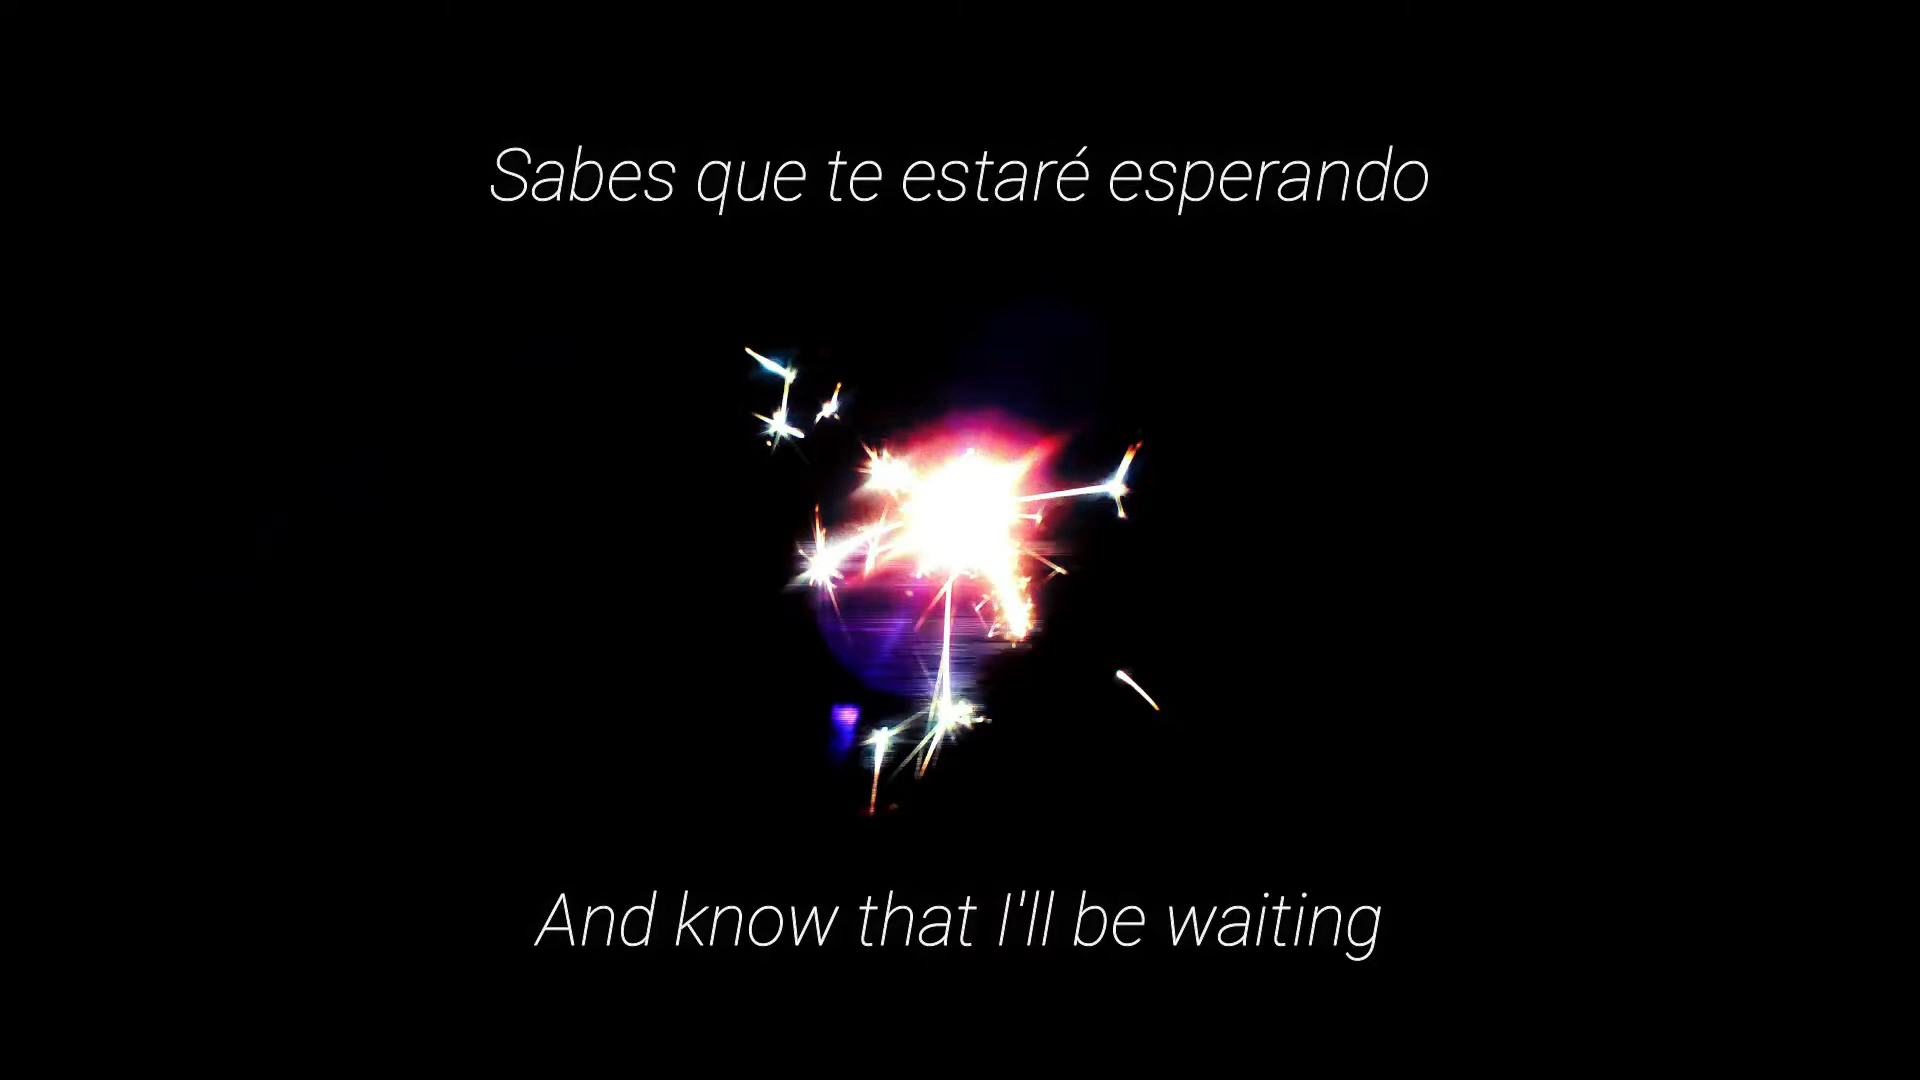 Sabes que te estaré esperando
And know that I'll be waiting